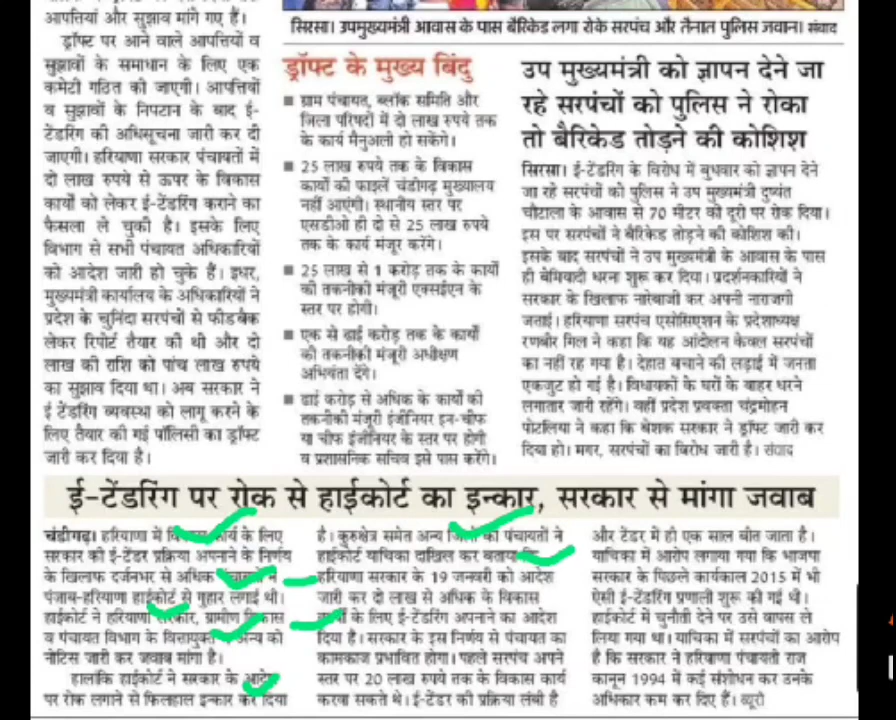 आपत्तियां और सुझाव मांगे गए हैं।
ड्रॉफ्ट पर आने वाले आपत्तियों व
सुझावों के समाधान के लिए एक
कमेटी गठित की जाएगी। आपत्तियों
व सुझावों के निपटान के बाद ई-
टेंडरिंग की अधिसूचना जारी कर दी
जाएगी। हरियाणा सरकार पंचायतों में
दो लाख रुपये से ऊपर के विकास
कार्यों को लेकर ई-टेंडरिंग कराने का
फैसला ले चुकी है। इसके लिए
विभाग से सभी पंचायत अधिकारियों
को आदेश जारी हो चुके हैं। इधर,
मुख्यमंत्री कार्यालय के अधिकारियों ने
प्रदेश के चुनिंदा सरपंचों से फीडबैक
लेकर रिपोर्ट तैयार की थी और दो
लाख की राशि को पांच लाख रुपये
का सुझाव दिया था। अब सरकार ने
ई टेंडरिंग व्यवस्था को लागू करने के
लिए तैयार की गई पॉलिसी का ड्रॉफ्ट
जारी कर दिया है।
सिरसा। उपमुख्यमंत्री आवास के पास बैरिकेड लगा रोके सरपंच और तैनात पुलिस जवान। संवाद
ड्रॉफ्ट के मुख्य बिंदु
■ ग्राम पंचायत, ब्लॉक समिति और
जिला परिषदों में दो लाख रुपये तक
के कार्य मैनुअली हो सकेंगे।
■ 25 लाख रुपये तक के विकास
कार्यों की फाइलें चंडीगढ़ मुख्यालय
नहीं आएंगी। स्थानीय स्तर पर
एसडीओ ही दो से 25 लाख रुपये
तक के कार्य मंजूर करेंगे।
■ 25 लाख से 1 करोड़ तक के कार्यों
की तकनीकी मंजूरी एक्सईएन के
स्तर पर होगी।
■ एक से ढाई करोड़ तक के कार्यों
की तकनीकी मंजूरी अधीक्षण
अभियंता देंगे।
■ ढाई करोड़ से अधिक के कार्यों की
तकनीकी मंजूरी इंजीनियर इन-चीफ
या चीफ इंजीनियर के स्तर पर होगी
व प्रशासनिक सचिव इसे पास करेंगे।
उप मुख्यमंत्री को ज्ञापन देने जा
रहे सरपंचों को पुलिस ने रोका
तो बैरिकेड तोड़ने की कोशिश
सिरसा। ई-टेंडरिंग के विरोध में बुधवार को ज्ञापन देने
जा रहे सरपंचों को पुलिस ने उप मुख्यमंत्री दुष्यंत
चौटाला के आवास से 70 मीटर की दूरी पर रोक दिया।
इस पर सरपंचों ने बैरिकेड तोड़ने की कोशिश की।
इसके बाद सरपंचों ने उप मुख्यमंत्री के आवास के पास
ही बेमियादी धरना शुरू कर दिया। प्रदर्शनकारियों ने
सरकार के खिलाफ नारेबाजी कर अपनी नाराजगी
जताई। हरियाणा सरपंच एसोसिएशन के प्रदेशाध्यक्ष
रणबीर गिल ने कहा कि यह आंदोलन केवल सरपंचों
का नहीं रह गया है। देहात बचाने की लड़ाई में जनता
एकजुट हो गई है। विधायकों के घरों के बाहर धरने
लगातार जारी रहेंगे। वहीं प्रदेश प्रवक्ता चंद्रमोहन
पोटलिया ने कहा कि बेशक सरकार ने ड्रॉफ्ट जारी कर
दिया हो। मगर, सरपंचों का विरोध जारी है। संवाद
ई-टेंडरिंग पर रोक से हाईकोर्ट का इन्कार, सरकार से मांगा जवाब
चंडीगढ़। हरियाणा में कार्य के लिए
सरकार की ई-टेंडर प्रक्रिया अपनाने के निर्णय
के खिलाफ दर्जनभर से अधिक ने
पंजाब-हरियाणा हाईकोर्ट से गुहार लगाई थी।
हाईकोर्ट ने हरियाणा सरकार, ग्रामीण विकास
व पंचायत विभाग के वित्तायुक्त अन्य को
नोटिस जारी कर जवाब मांगा है।
हालांकि हाईकोर्ट ने सरकार के आदेश
पर रोक लगाने से फिलहाल इन्कार कर दिया
है। कुरुक्षेत्र समेत अन्य की पंचायतों ने
हाईकोर्ट याचिका दाखिल कर बताया कि
हरियाणा सरकार के 19 जनवरी को आदेश
जारी कर दो लाख से अधिक के विकास
कार्यों के लिए ई-टेंडरिंग अपनाने का आदेश
दिया है। सरकार के इस निर्णय से पंचायत का
कामकाज प्रभावित होगा। पहले सरपंच अपने
स्तर पर 20 लाख रुपये तक के विकास कार्य
करवा सकते थे। ई-टेंडर की प्रक्रिया लंबी है
और टेंडर में ही एक साल बीत जाता है।
याचिका में आरोप लगाया गया कि भाजपा
सरकार के पिछले कार्यकाल 2015 में भी
ऐसी ई-टेंडरिंग प्रणाली शुरू की गई थी।
हाईकोर्ट में चुनौती देने पर उसे वापस ले
लिया गया था। याचिका में सरपंचों का आरोप
है कि सरकार ने हरियाणा पंचायती राज
कानून 1994 में कई संशोधन कर उनके
अधिकार कम कर दिए हैं। ब्यूरो